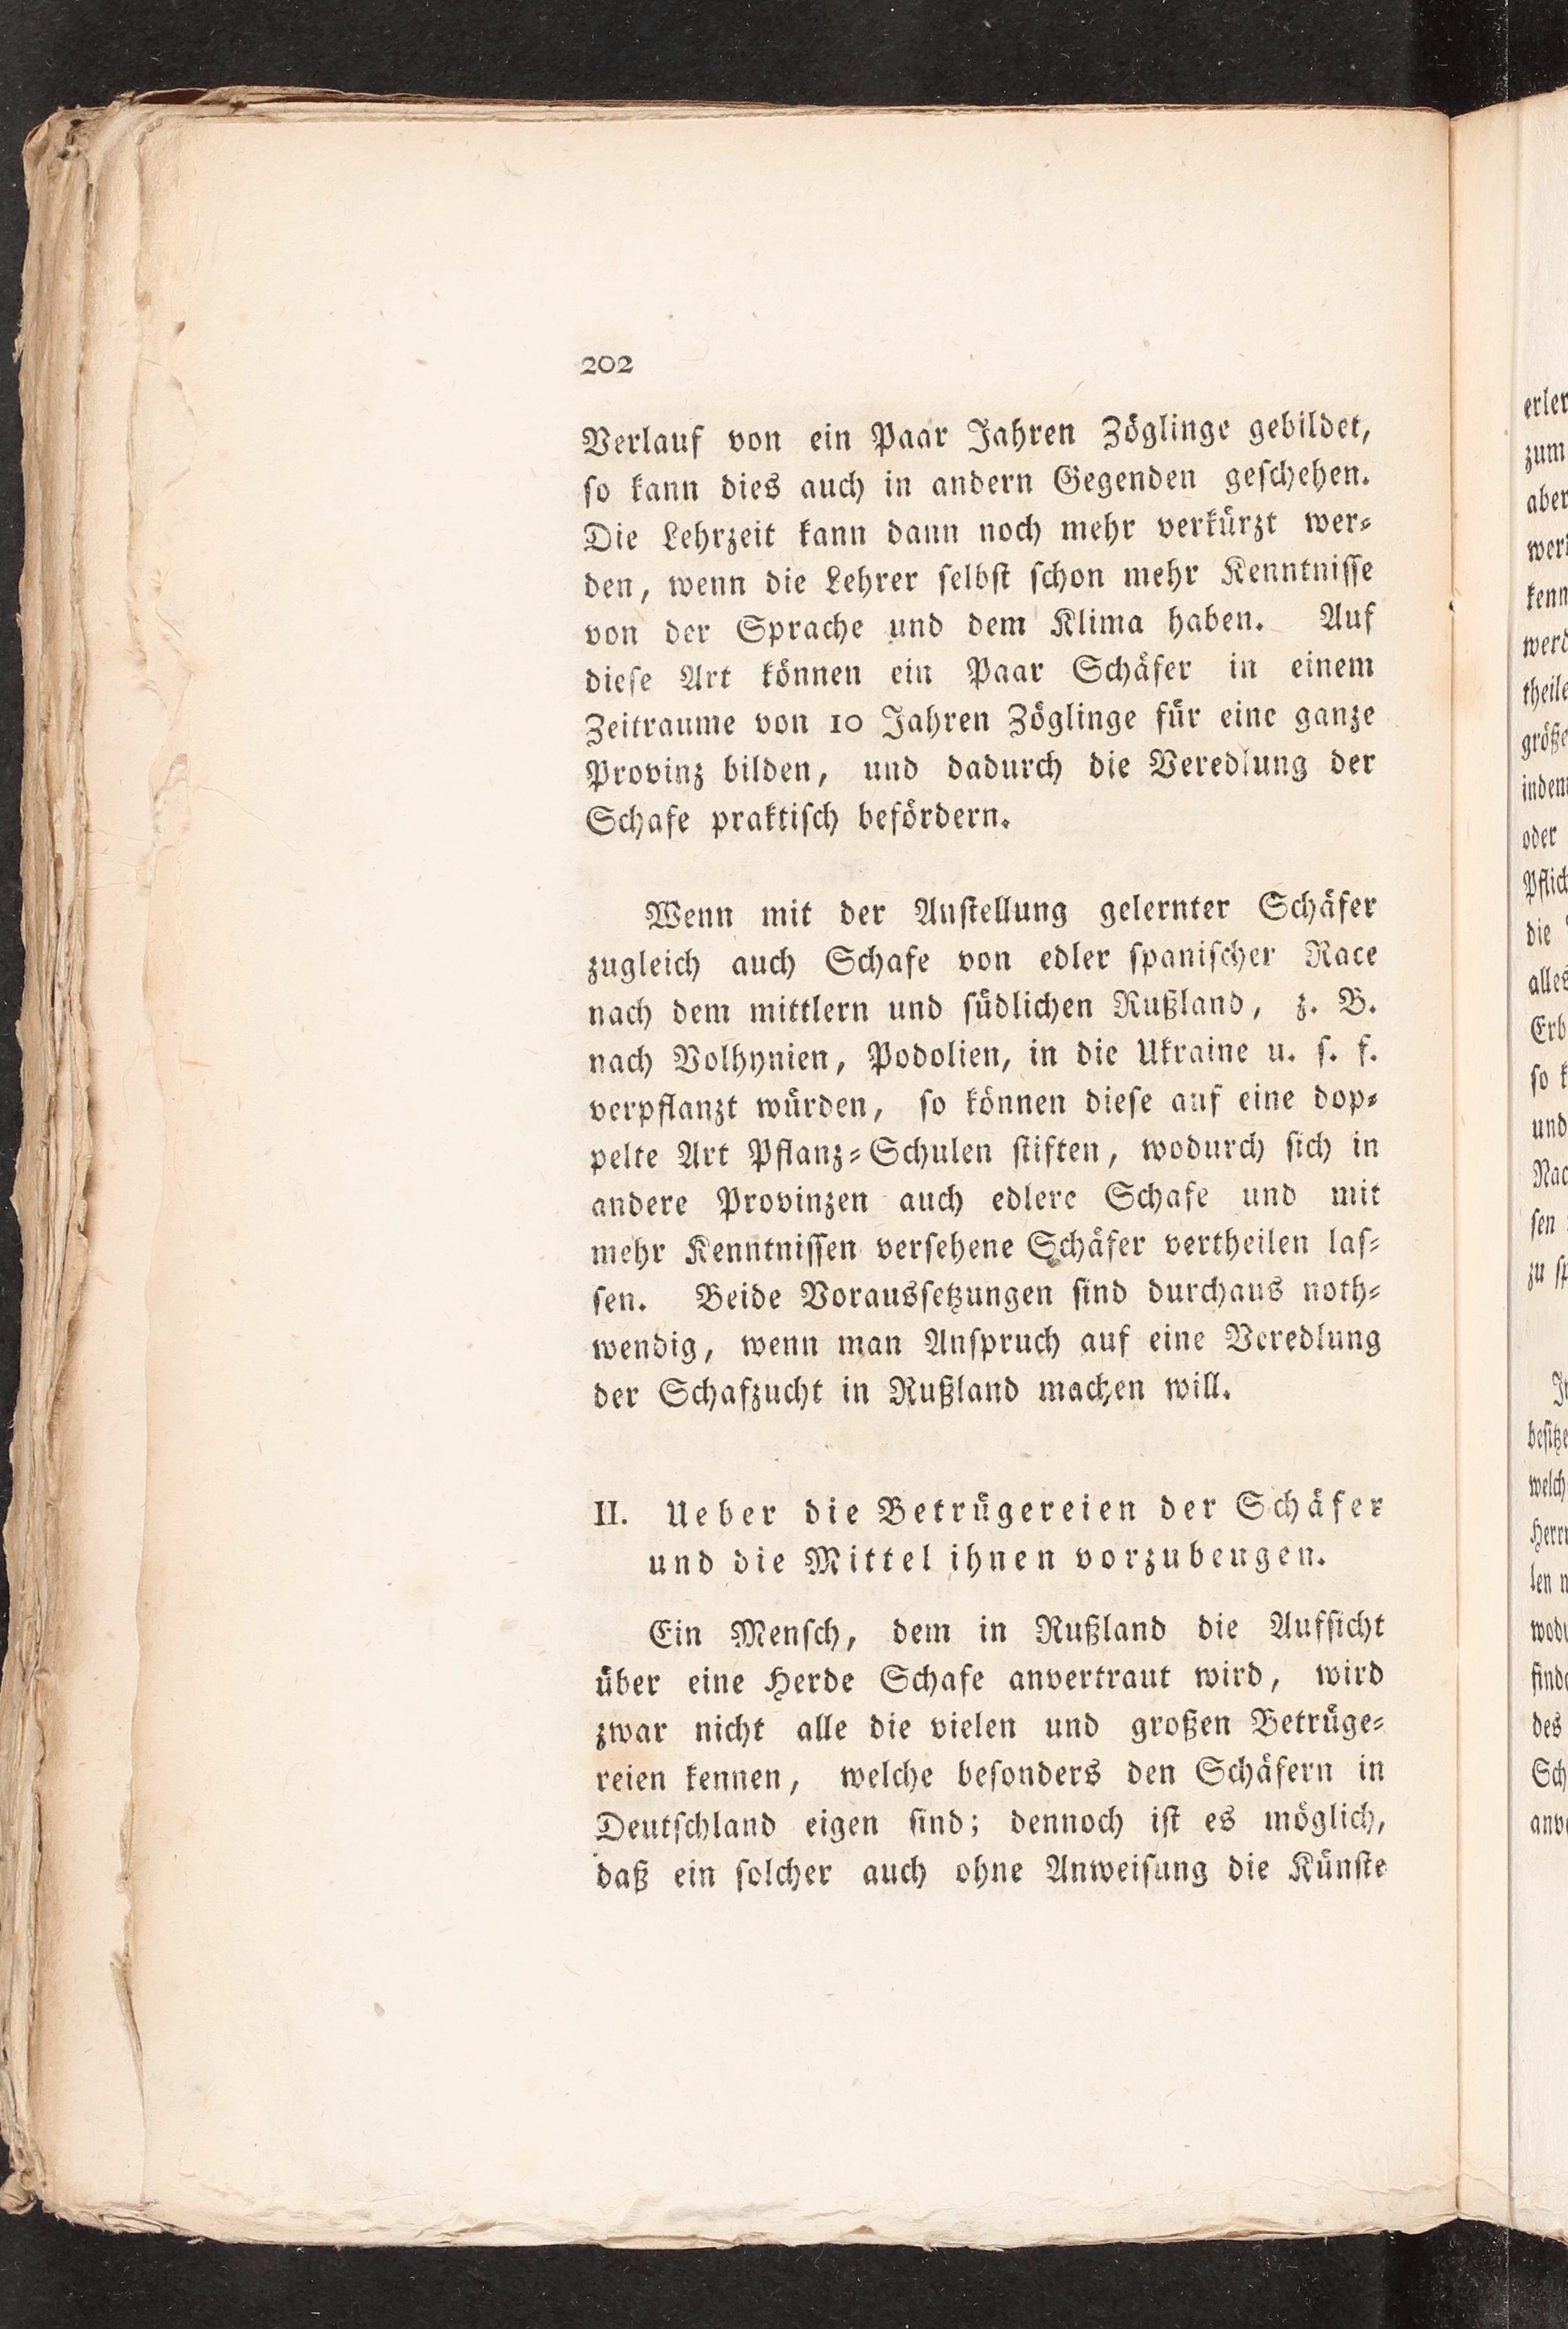 202
Verlauf von ein Paar Jahren Zöglinge gebildet,
ſo kann dies auch in andern Gegenden geſchehen.
Die Lehrzeit kann dann noch mehr verkürzt wer⸗
den, wenn die Lehrer ſelbſt ſchon mehr Kenntniſſe
von der Sprache und dem Klima haben. Auf
dieſe Art können ein Paar Schäfer in einem
Zeitraume von 10 Jahren Zöglinge für eine ganze
Provinz bilden, und dadurch die Veredlung der
Schafe praktiſch befördern.
Wenn mit der Anſtellung gelernter Schäfer
zugleich auch Schafe von edler ſpaniſcher Race
nach dem mittlern und ſüdlichen Rußland, z. B.
nach Volhynien, Podolien, in die Ukraine u. ſ. f.
verpflanzt würden, ſo können dieſe auf eine dop⸗
pelte Art Pflanz⸗Schulen ſtiften, wodurch ſich in
andere Provinzen auch edlere Schafe und mit
mehr Kenntniſſen verſehene Schäfer vertheilen laſ⸗
ſen. Beide Vorausſetzungen ſind durchaus noth⸗
wendig, wenn man Anſpruch auf eine Veredlung
der Schafzucht in Rußland machen will.
II. Ueber die Betrügereien der Schäfer
und die Mittel ihnen vorzubeugen.
Ein Menſch, dem in Rußland die Aufſicht
über eine Herde Schafe anvertraut wird, wird
zwar nicht alle die vielen und großen Betrüge⸗
reien kennen, welche beſonders den Schäfern in
Deutſchland eigen ſind; dennoch iſt es möglich,
daß ein ſolcher auch ohne Anweiſung die Künſte